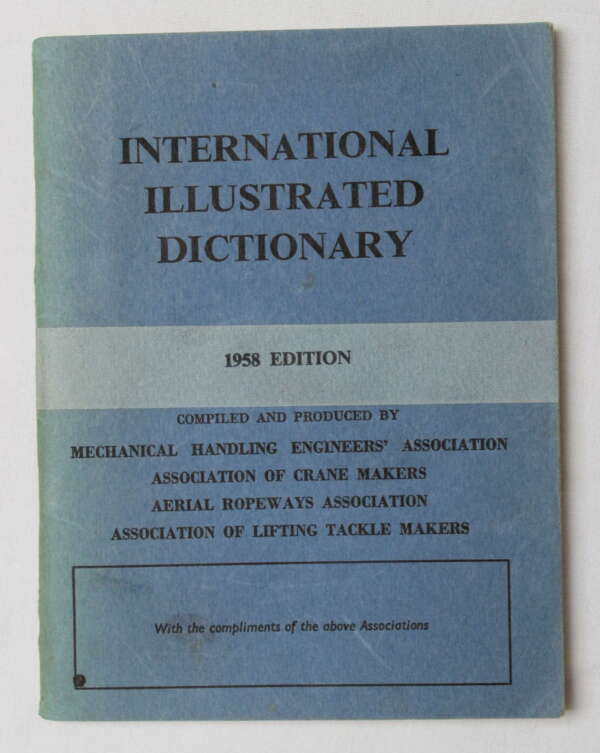 INTERNATIONAL
ILLUSTRATED
DICTIONARY
1958 EDITION
COMPILED AND PRODUCED BY
MECHANICAL HANDLING ENGINEERS' ASSOCIATION
ASSOCIATION OF CRANE MAKERS
AERIAL ROPEWAYS ASSOCIATION
ASSOCIATION OF LIFTING TACKLE MAKERS
With the compliments of the above Associations